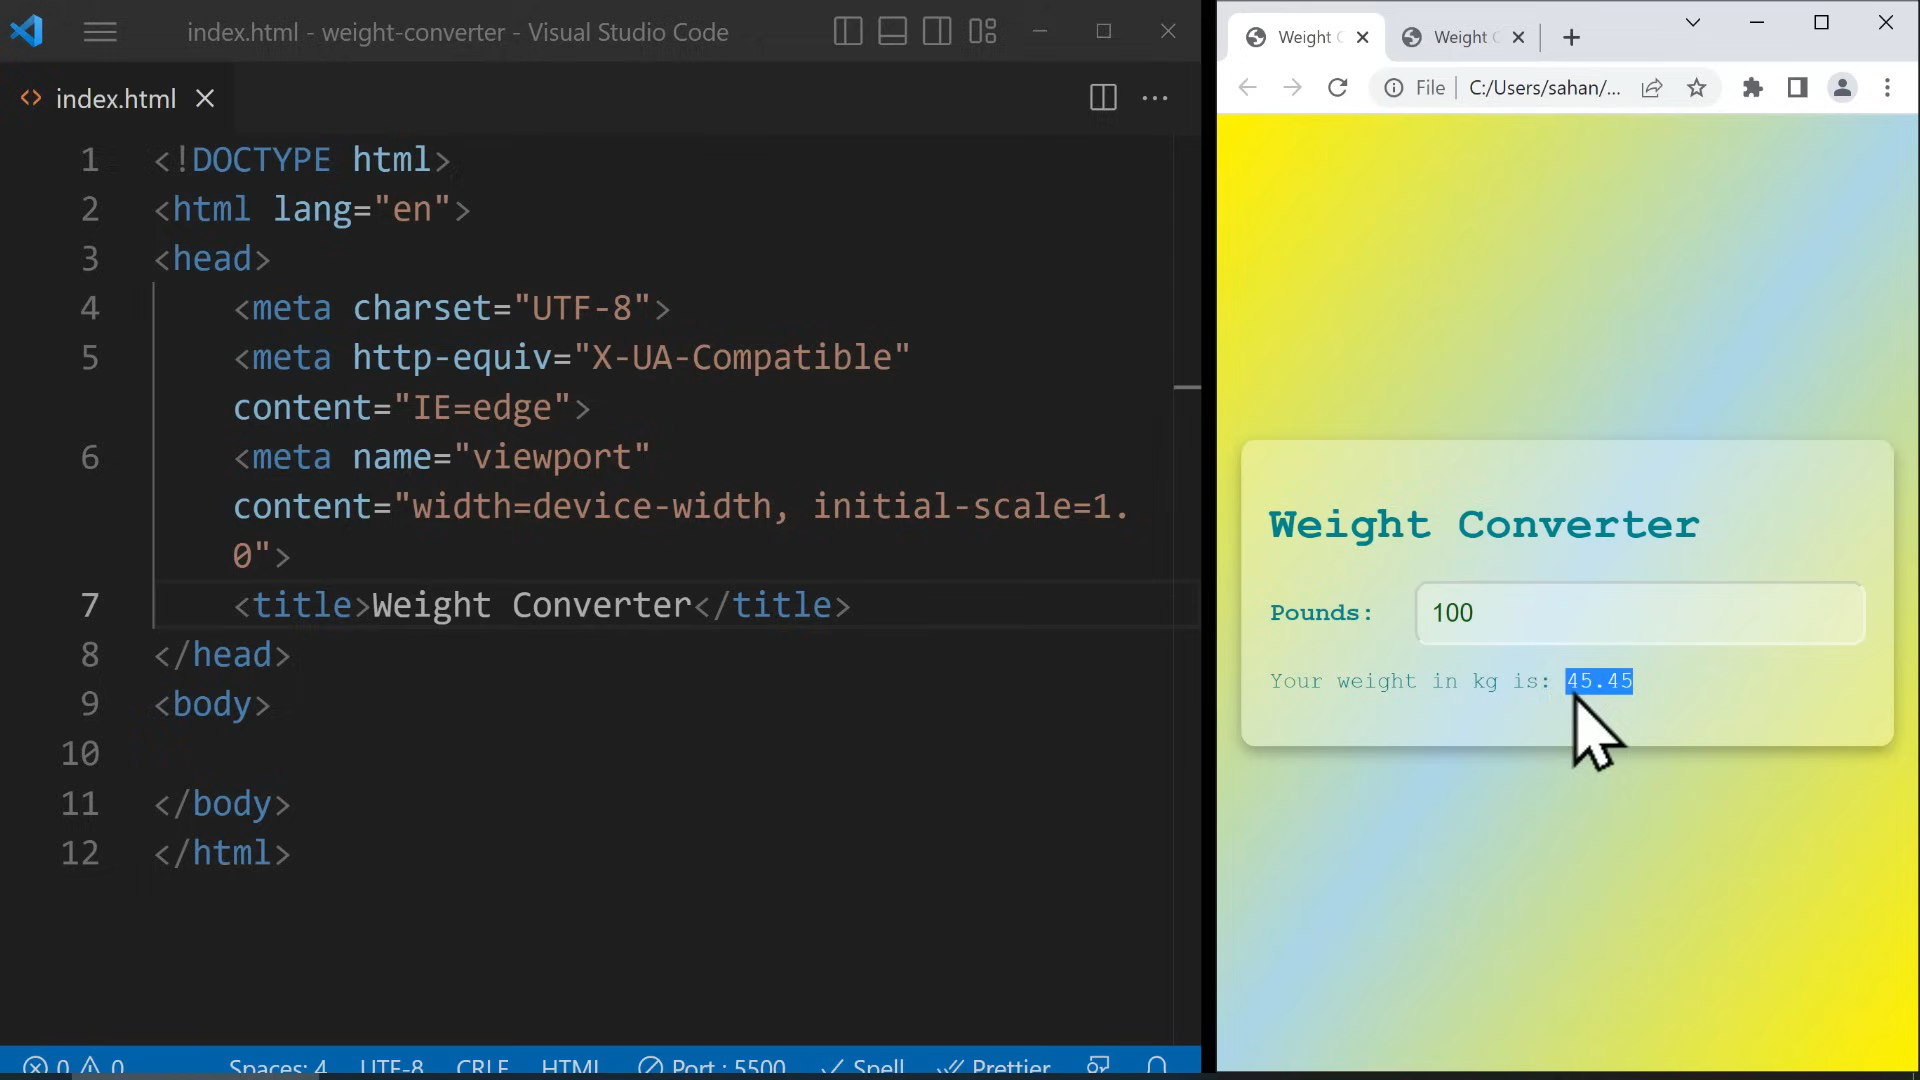 index.html - weight-converter - Visual Studio Code
index.html
1 <!DOCTYPE html>
2 <html lang="en">
3 <head>
4 <meta charset="UTF-8">
5 <meta http-equiv="X-UA-Compatible"
content="IE=edge">
6 <meta name="viewport"
content="width=device-width, initial-scale=1.
0">
7 <title>Weight Converter</title>
8 </head>
9 <body>
10
11 </body>
12 </html>
0 0 Spaces: 4 UTF-8 CRLF HTML Port : 5500 Spell Prettier
Weight Weight
File C:/Users/sahan/...
Weight Converter
Pounds: 100
Your weight in kg is: 45.45